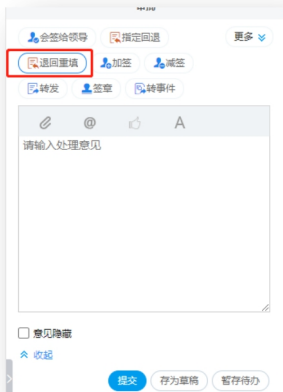 会签给领导 指定回退 更多
退回重填 加签 减签
转发 签章 转事件
@ A
请输入处理意见
意见隐藏
收起
提交 存为草稿 暂存待办